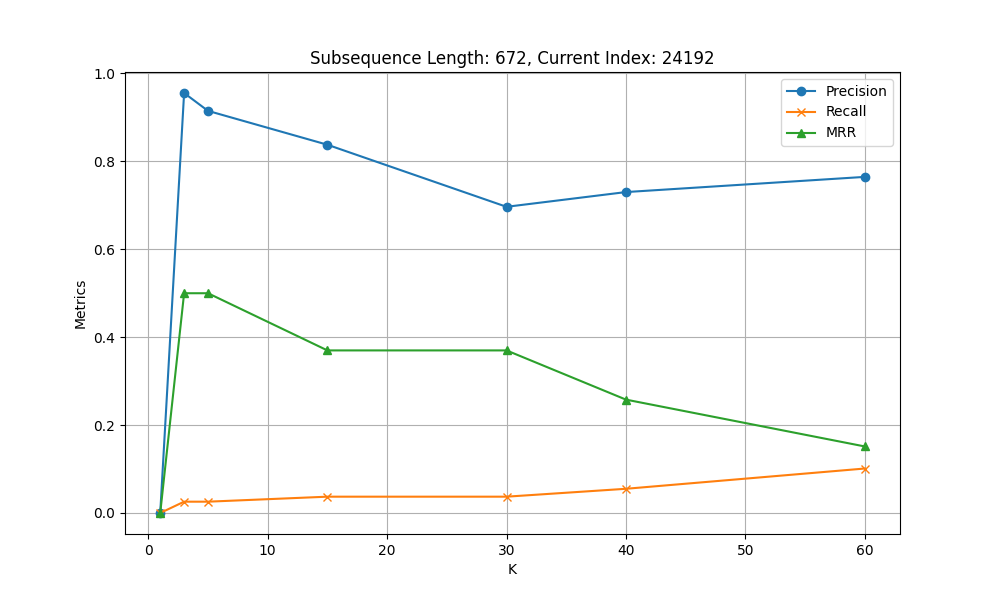 Subsequence Length: 672, Current Index: 24192
1.0
0.8
0.6
0.4
0.2
0.0
Metrics
Precision
Recall
MRR
0 10 20 30 40 50 60
K